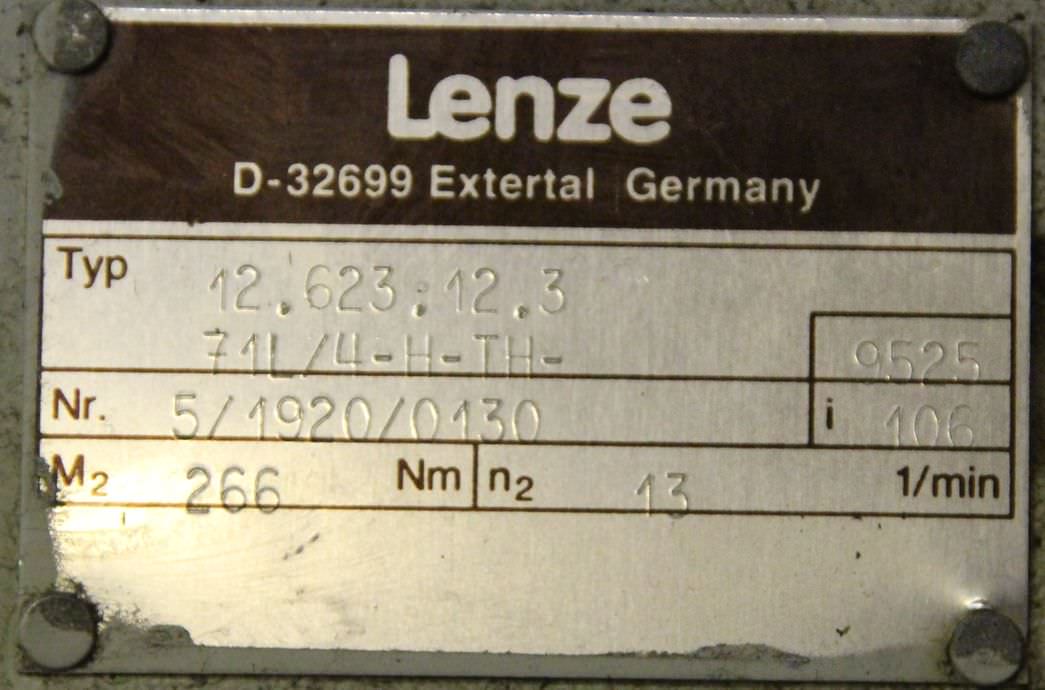 Lenze
D-32699 Extertal Germany
Typ 12.623.12.3
71L/4-H-TH- 9525
Nr. 5/1920/0130 i 106
M2 266 Nm n2 13 1/min